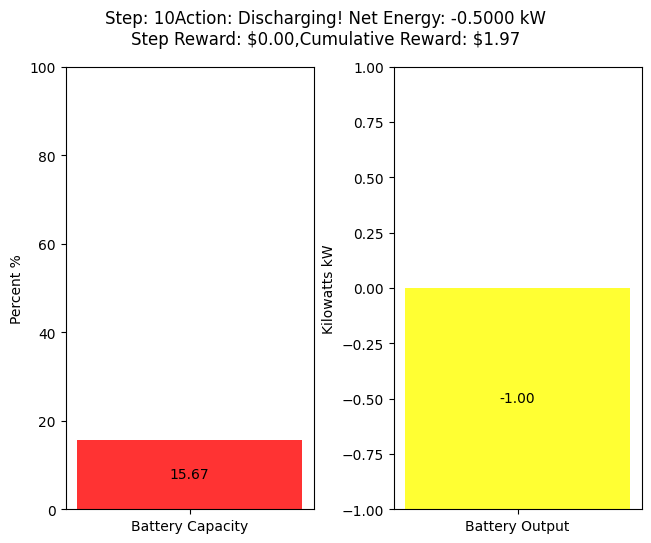 Step: 10Action: Discharging! Net Energy: -0.5000 kW
Step Reward: $0.00,Cumulative Reward: $1.97
Percent %
100
80
60
40
20
0
15.67
Battery Capacity
Kilowatts kW
1.00
0.75
0.50
0.25
0.00
−0.25
−0.50
−0.75
−1.00
-1.00
Battery Output